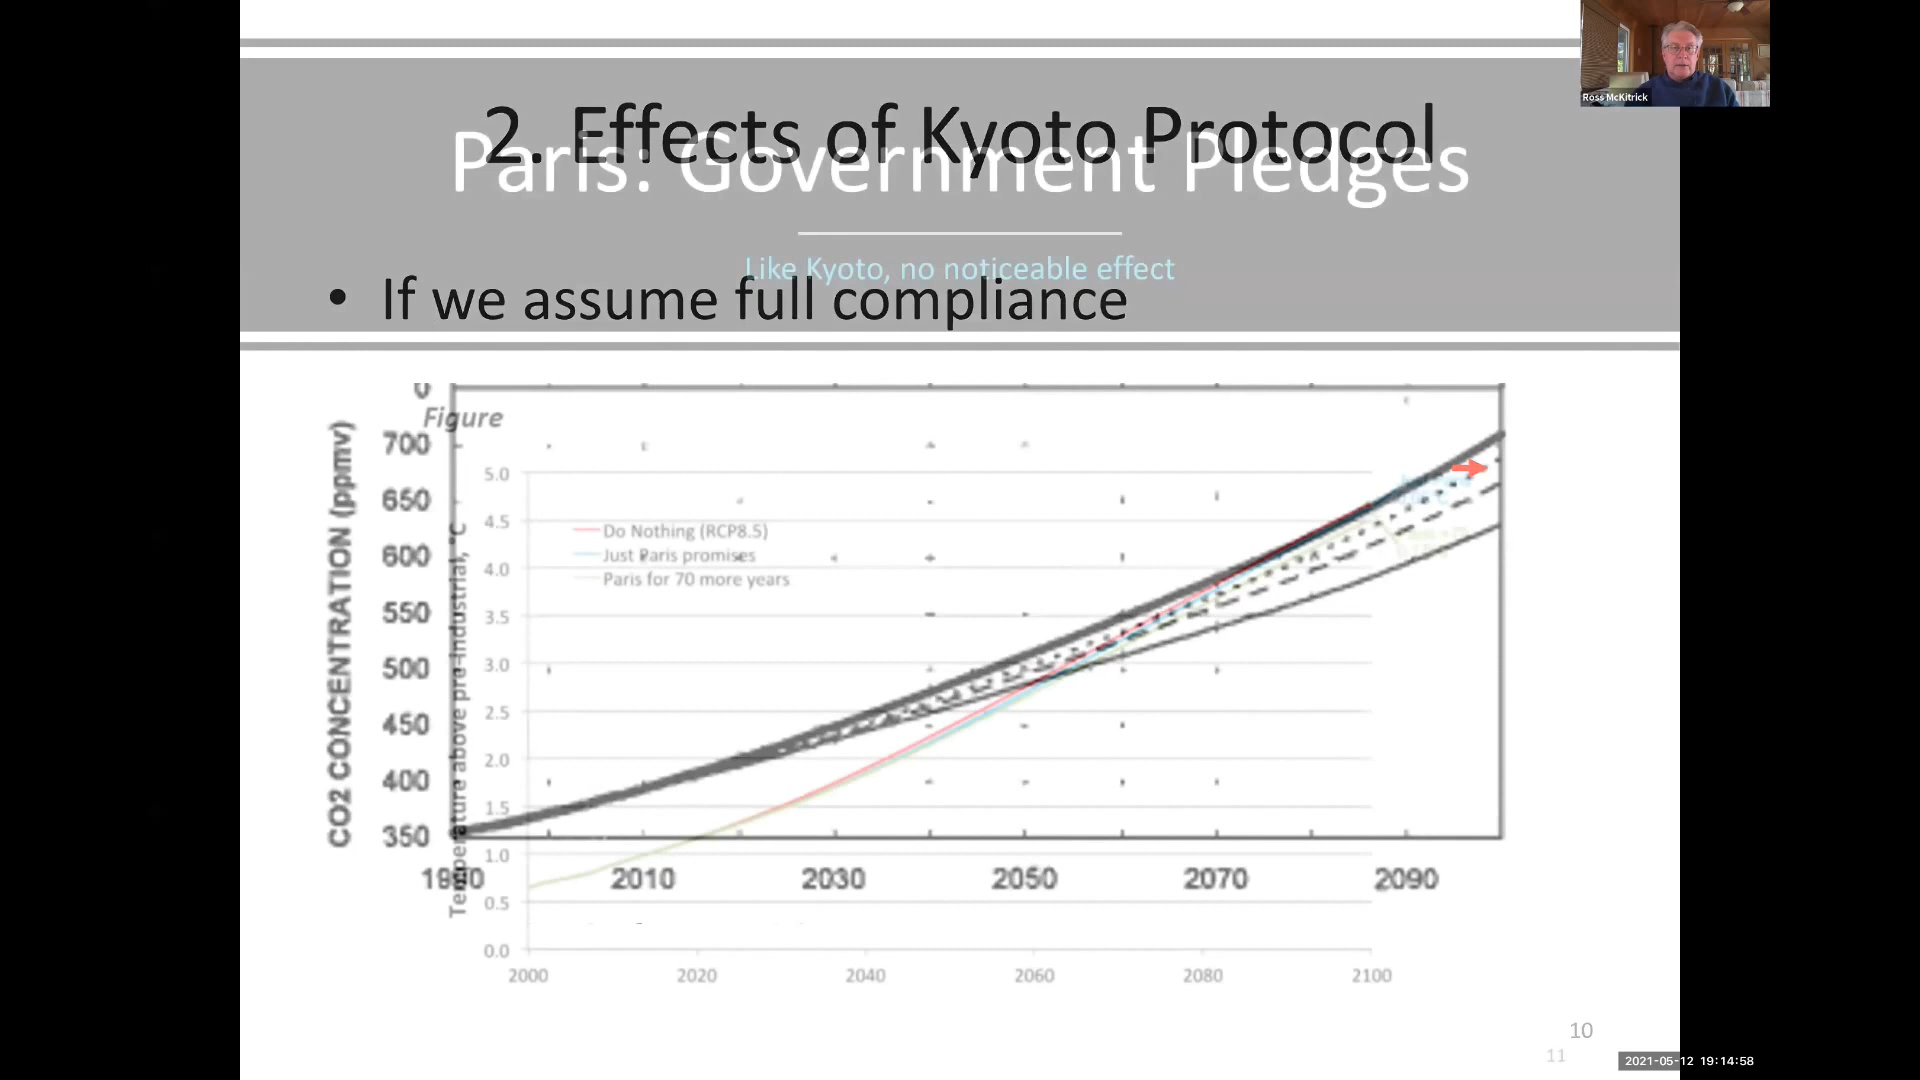 Ross McKitrick
2. Effects of Kyoto Protocol
Paris: Government Pledges
Like Kyoto, no noticeable effect
• If we assume full compliance
Figure
CO2 CONCENTRATION (ppmv)
700
650
600
550
500
450
400
350
Temperature above pre-industrial, °C
5.0
4.5
4.0
3.5
3.0
2.5
2.0
1.5
1.0
0.5
0.0
Do Nothing (RCP8.5)
Just Paris promises
Paris for 70 more years
1990 2010 2030 2050 2070 2090
2000 2020 2040 2060 2080 2100
10
11
2021-05-12 19:14:58